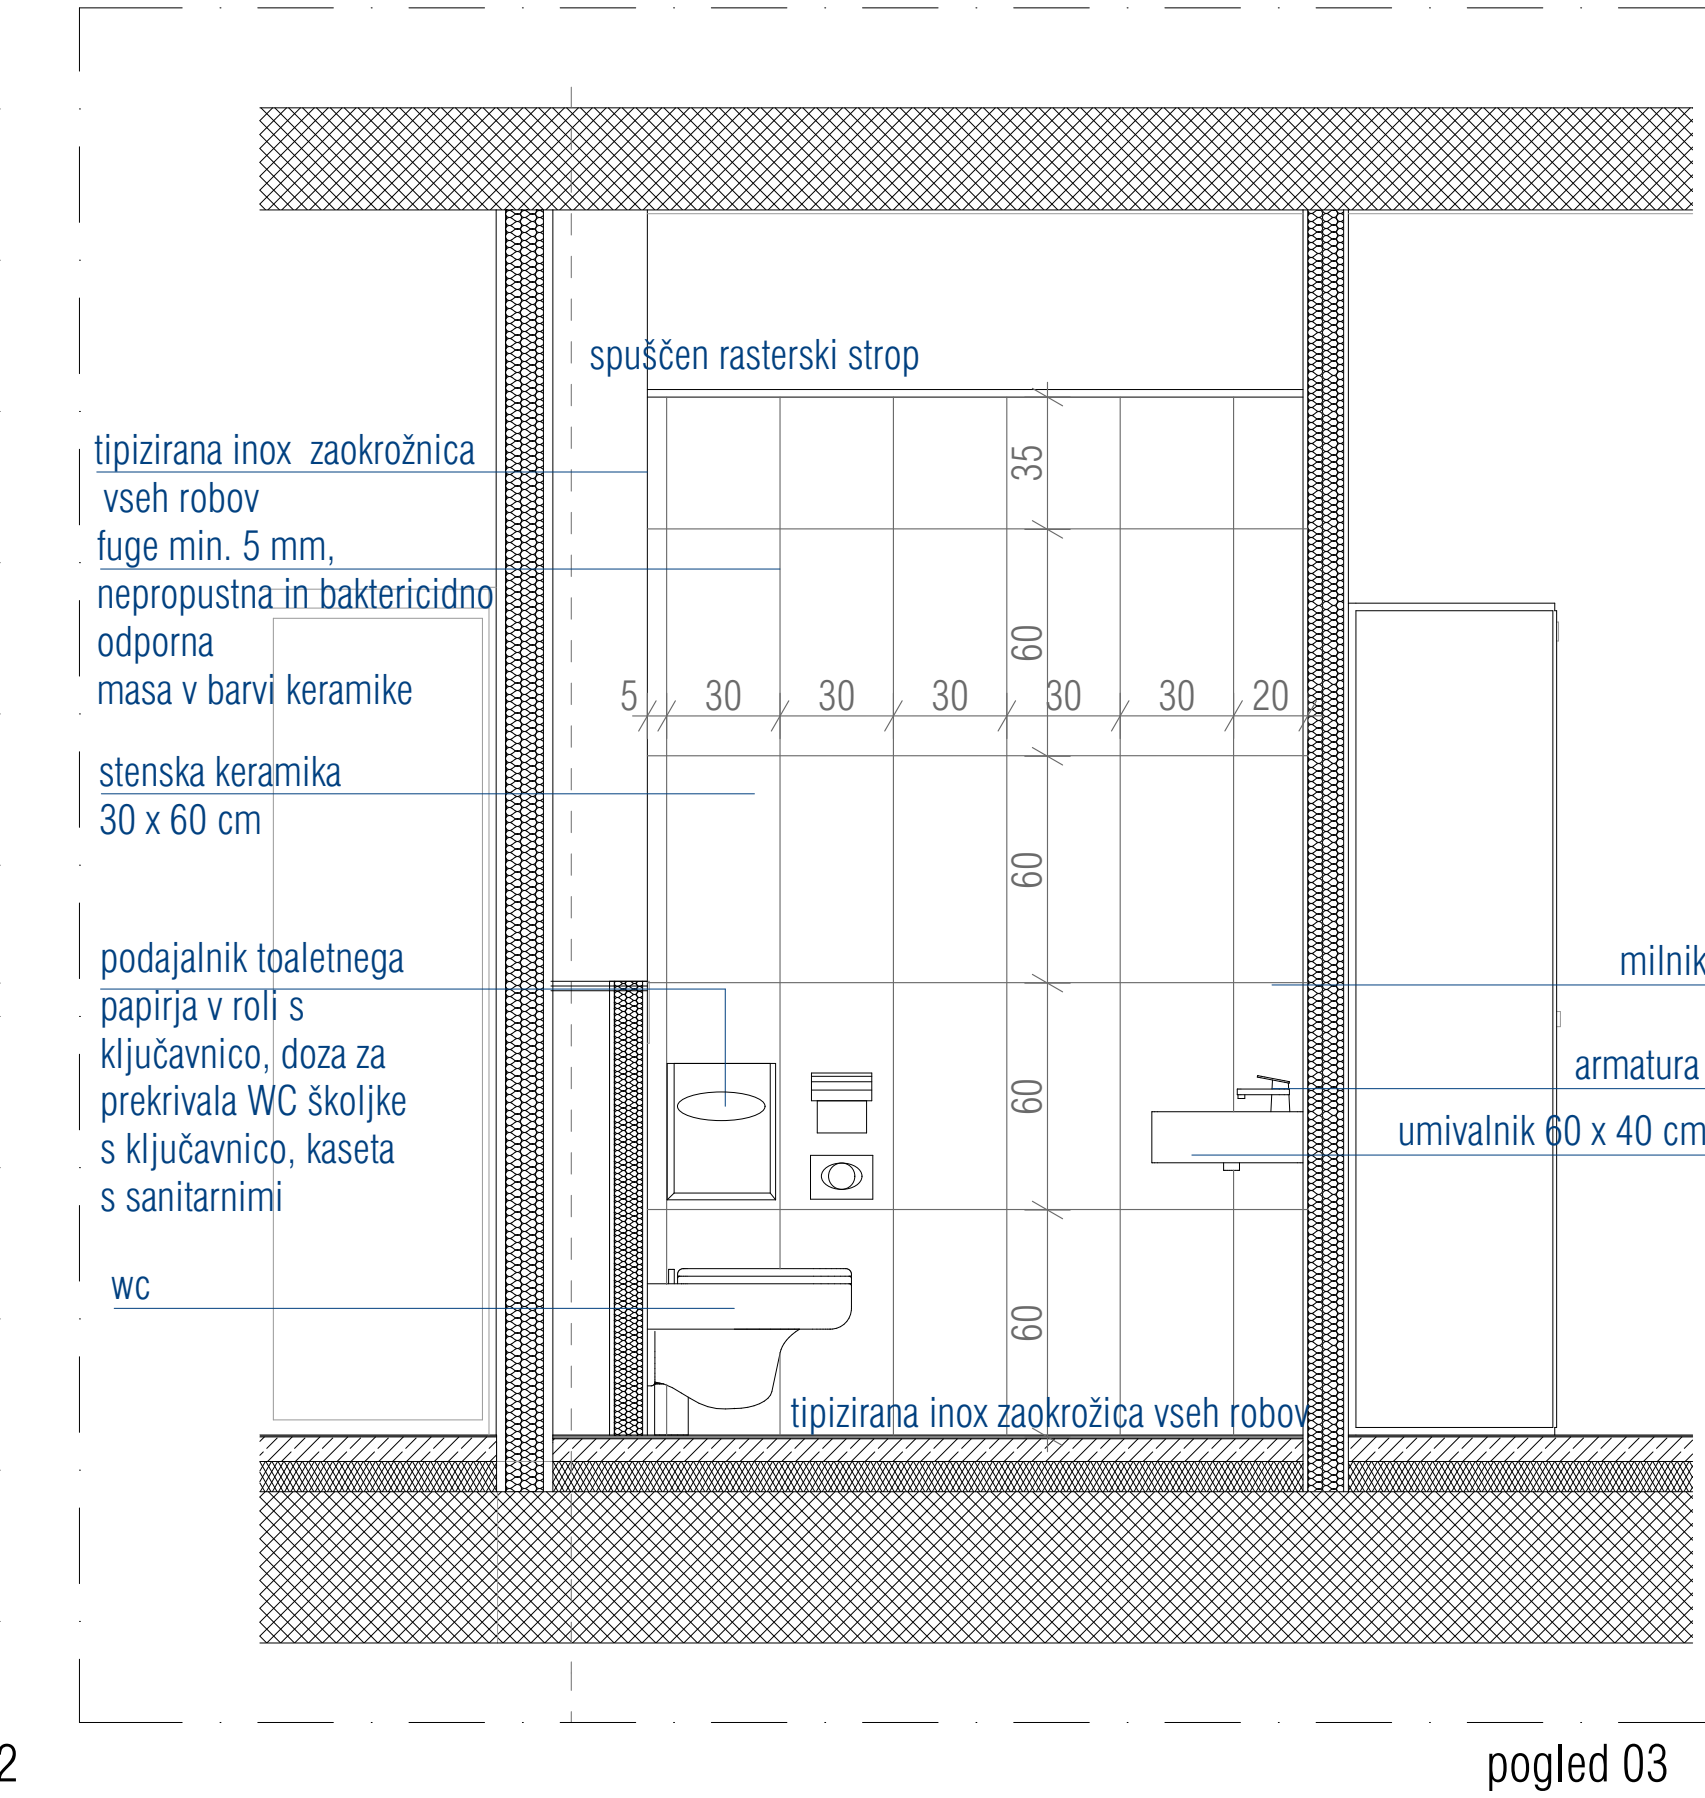 spuščen rasterski strop
tipizirana inox zaokrožnica
vseh robov
fuge min. 5 mm,
nepropustna in baktericidno
odporna
masa v barvi keramike
stenska keramika
30 x 60 cm
podajalnik toaletnega
papirja v roli s
ključavnico, doza za
prekrivala WC školjke
s ključavnico, kaseta
s sanitarnimi
wc
35
60
5 30 30 30 30 30 20
60
60
60
milnik
armatura
umivalnik 60 x 40 cm
tipizirana inox zaokrožica vseh robov
2
pogled 03